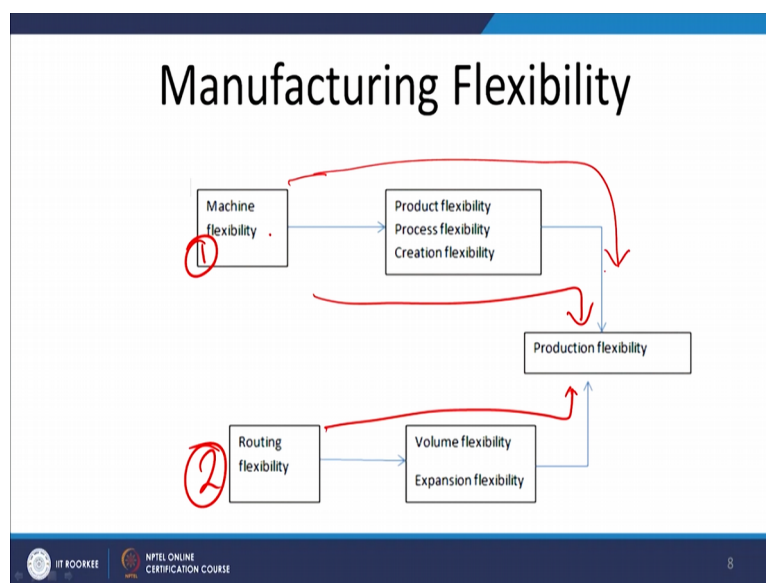 Manufacturing Flexibility
Machine
flexibility
1
Product flexibility
Process flexibility
Creation flexibility
Production flexibility
2
Routing
flexibility
Volume flexibility
Expansion flexibility
IIT ROORKEE
NPTEL ONLINE
CERTIFICATION COURSE
8